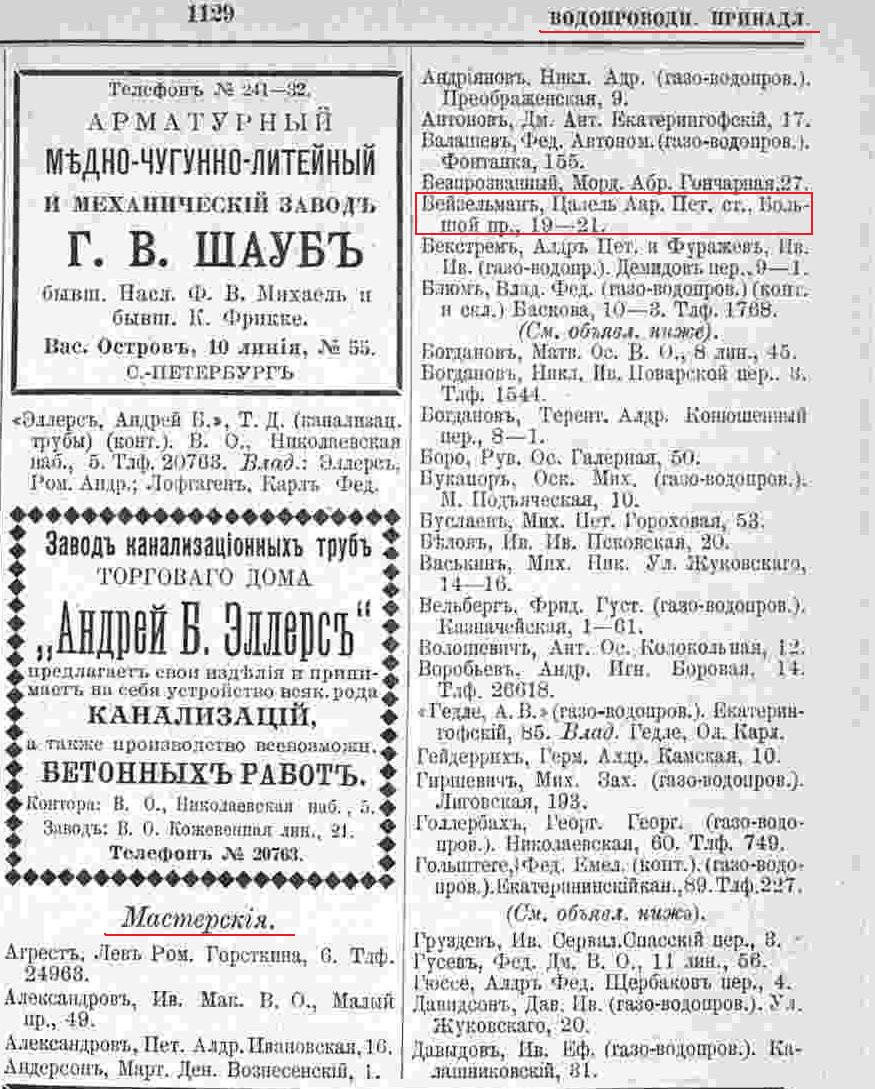 1129
ВОДОПРОВОДН. ПРИНАДЛ.
Телефонъ № 241—32.
АРМАТУРНЫЙ
МѢДНО-ЧУГУННО-ЛИТЕЙНЫЙ
И МЕХАНИЧЕСКІЙ ЗАВОДЪ
Г. В. ШАУБЪ
бывш. Насл. Ф. В. Михаель и
бывш. К. Фрикке.
Вас. Островъ, 10 линія, № 55.
С.-ПЕТЕРБУРГЪ
«Эллерсъ, Андрей Б.», Т. Д. (канализац.
трубы) (конт.). В. О., Николаевская
наб., 5. Тлф. 20763. Влад.: Эллерсъ,
Ром. Андр.; Лофгагенъ, Карлъ Фед.
Заводъ канализаціонныхъ трубъ
ТОРГОВАГО ДОМА
„Андрей Б. Эллерсъ“
предлагаетъ свои издѣлія и прини-
маетъ на себя устройство всяк. рода
КАНАЛИЗАЦІЙ,
а также производство всевозможн.
БЕТОННЫХЪ РАБОТЪ.
Контора: В. О., Николаевская наб., 5.
Заводъ: В. О. Кожевенная лин., 21.
Телефонъ № 20763.
Мастерскія.
Агрестъ, Левъ Ром. Горсткина, 6. Тлф.
24963.
Александровъ, Ив. Мак. В. О., Малый
пр., 49.
Александровъ, Пет. Алдр. Ивановская, 16.
Андерсонъ, Март. Ден. Вознесенскій, 1.
Андріяновъ, Никл. Адр. (газо-водопров.).
Преображенская, 9.
Антоновъ, Дм. Ант. Екатерингофскій, 17.
Балашевъ, Фед. Автоном. (газо-водопров.).
Фонтанка, 155.
Безпрозванный, Морд. Абр. Гончарная, 27.
Бейзельманъ, Цалель Аар. Пет. ст., Боль-
шой пр., 19—21.
Бекстремъ, Алдръ Пет. и Фуражевъ, Ив.
Ив. (газо-водопр.). Демидовъ пер., 9—1.
Блюмъ, Влад. Фед. (газо-водопров.) (конт.
и скл.) Баскова, 10—3. Тлф. 1768.
(См. объявл. ниже).
Богдановъ, Матв. Ос. В. О., 8 лин., 45.
Богдановъ, Никл. Ив. Поварской пер., 3.
Тлф. 1544.
Богдановъ, Терент. Алдр. Конюшенный
пер., 8—1.
Боро, Рув. Ос. Галерная, 50.
Букапоръ, Оск. Мих. (газо-водопров.).
М. Подъяческая, 10.
Буслаевъ, Мих. Пет. Гороховая, 53.
Бѣловъ, Ив. Ив. Псковская, 20.
Васькинъ, Мих. Ник. Ул. Жуковскаго,
14—16.
Вельбергъ, Фрид. Густ. (газо-водопров.).
Казначейская, 1—61.
Волошевичъ, Ант. Ос. Колокольная, 12.
Воробьевъ, Андр. Игн. Боровая, 14.
Тлф. 26618.
«Гедле, А. В.» (газо-водопров.). Екатерин-
гофскій, 85. Влад. Гедле, Ол. Карл.
Гейдеррихъ, Герм. Алдр. Камская, 10.
Гиршевичъ, Мих. Зах. (газо-водопров.).
Лиговская, 193.
Голлербахъ, Георг. Георг. (газо-водо-
пров.). Николаевская, 60. Тлф. 749.
Гольштеге, Фед. Емел. (конт.). (газо-водо-
пров.). Екатерининскій кан., 89. Тлф. 227.
(См. объявл. ниже).
Груздевъ, Ив. Сервал. Спасскій пер., 3.
Гусевъ, Фед. Дм. В. О., 11 лин., 56.
Гюссе, Алдръ Фед. Щербаковъ пер., 4.
Давидсонъ, Дав. Ив. (газо-водопров.). Ул.
Жуковскаго, 20.
Давыдовъ, Ив. Еф. (газо-водопров.). Ка-
лашниковскій, 31.